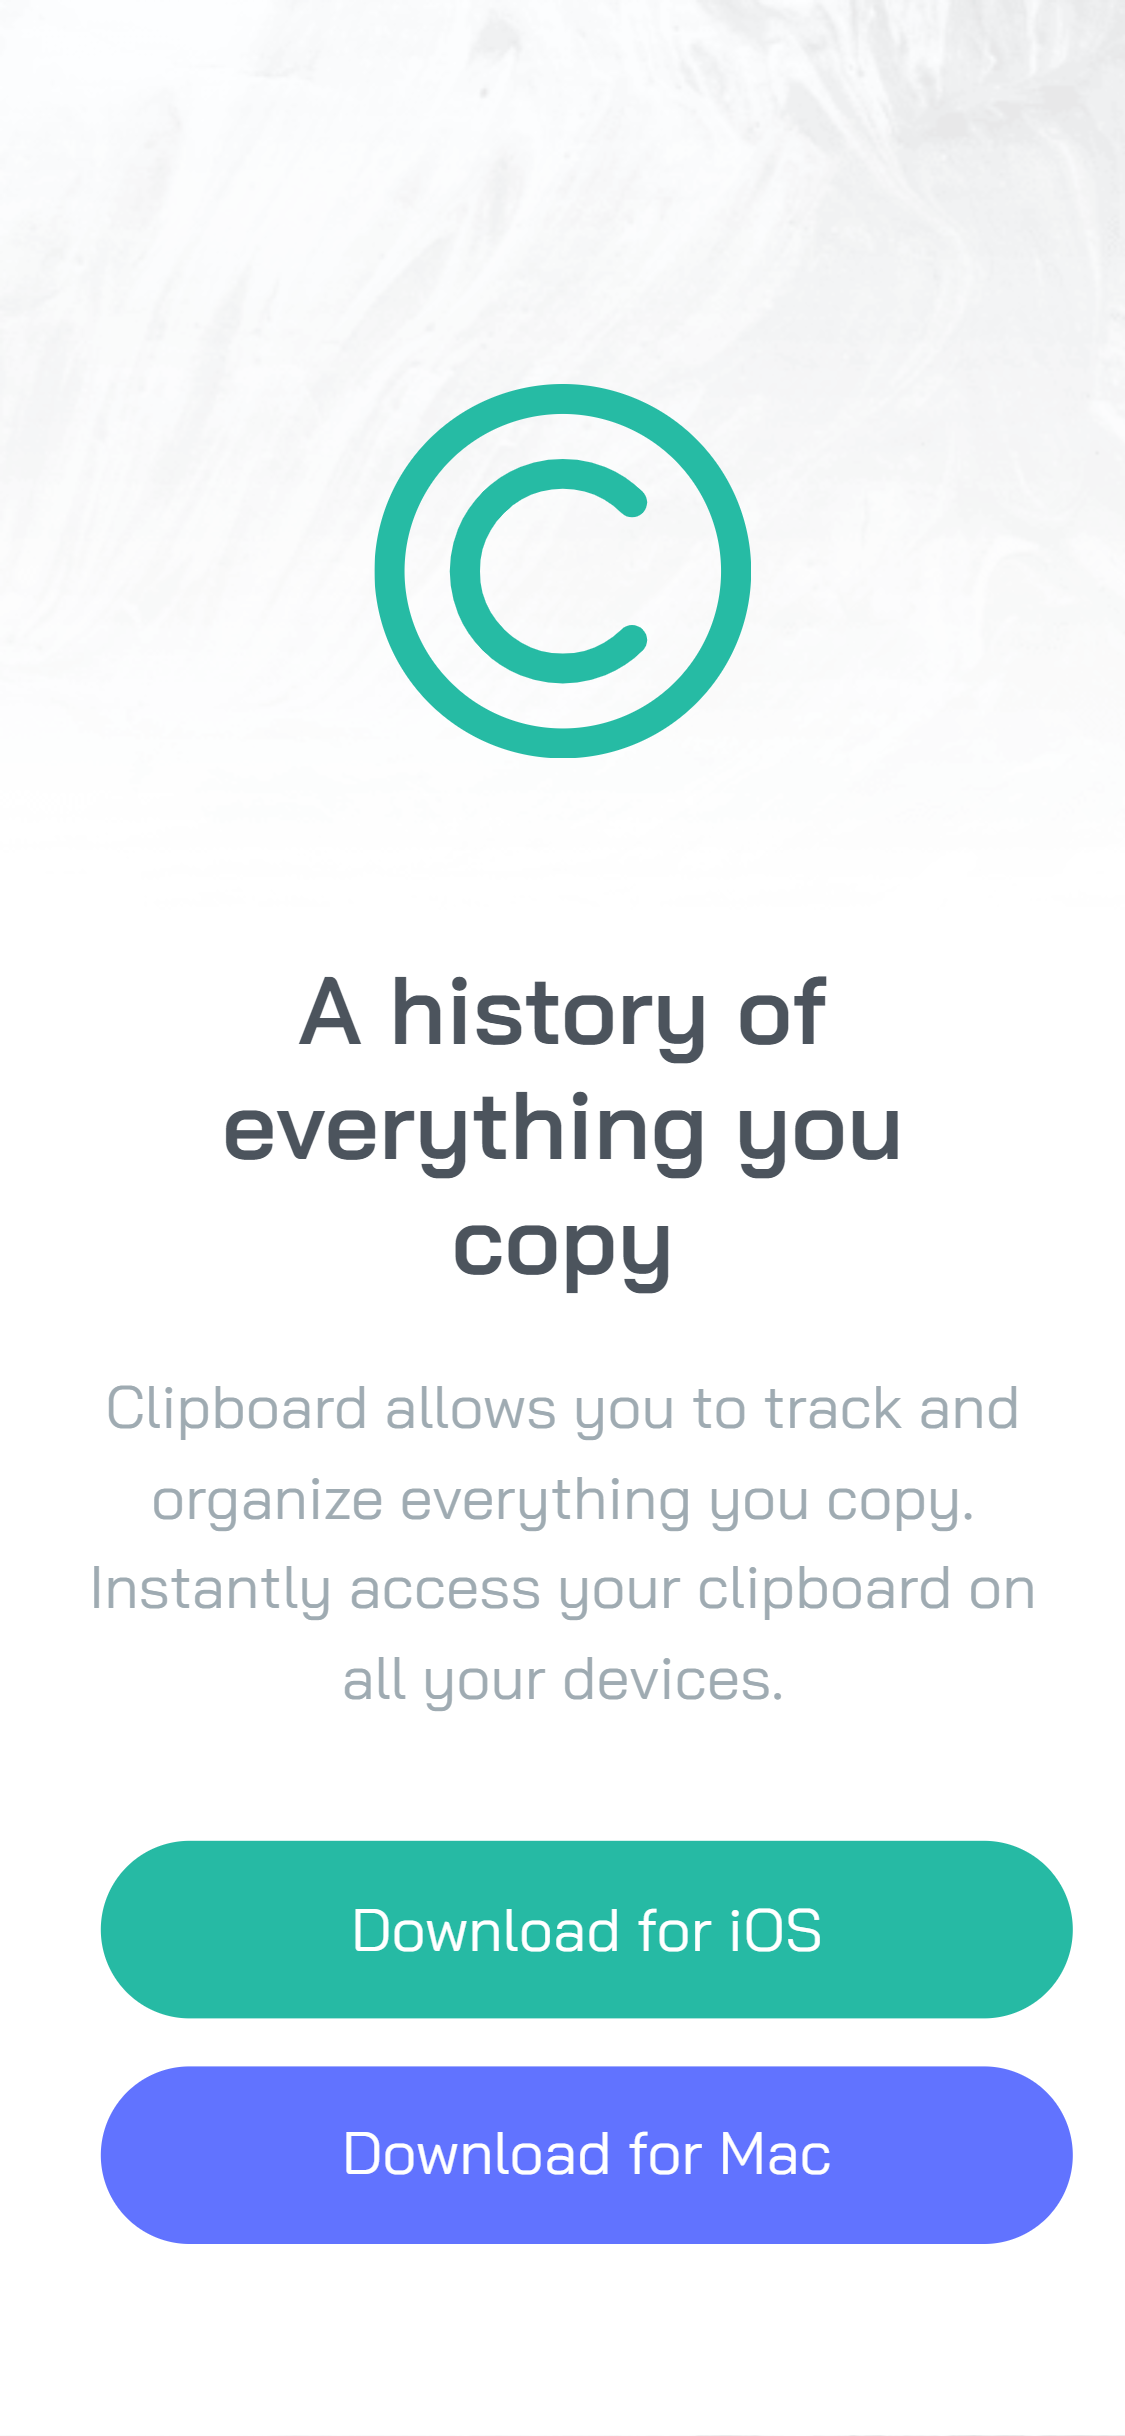 ©
A history of
everything you
copy
Clipboard allows you to track and
organize everything you copy.
Instantly access your clipboard on
all your devices.
Download for iOS
Download for Mac